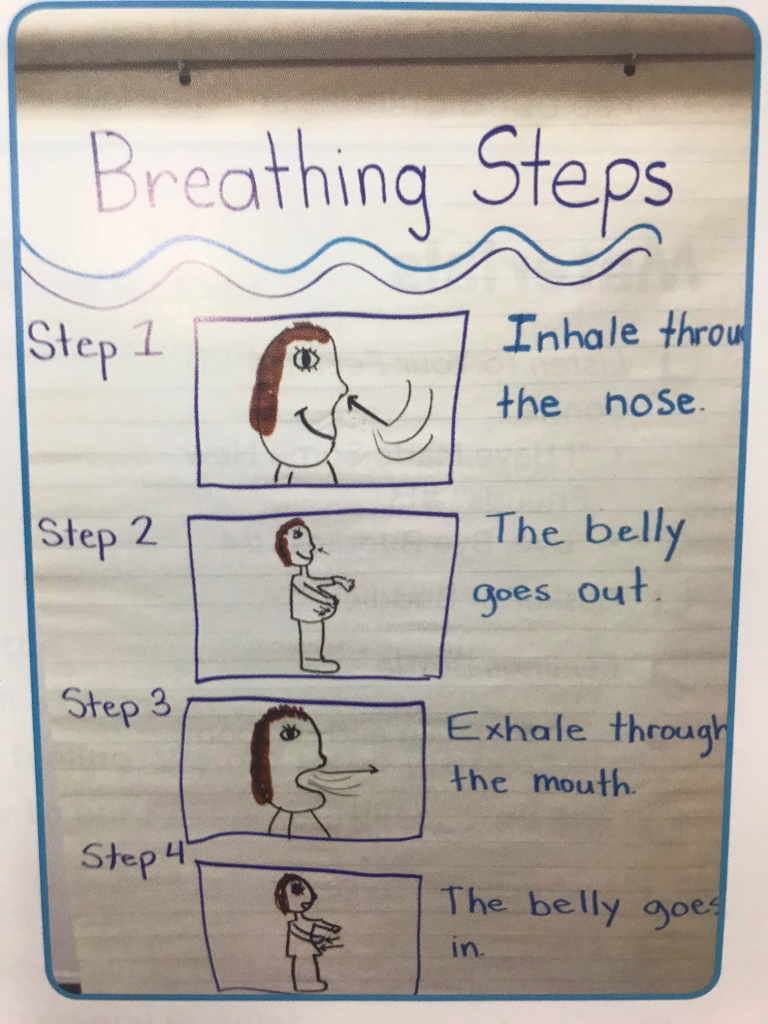 Breathing Steps
Step 1
Inhale throu
the nose.
Step 2
The belly
goes out.
Step 3
Exhale through
the mouth.
Step 4
The belly goes
in.